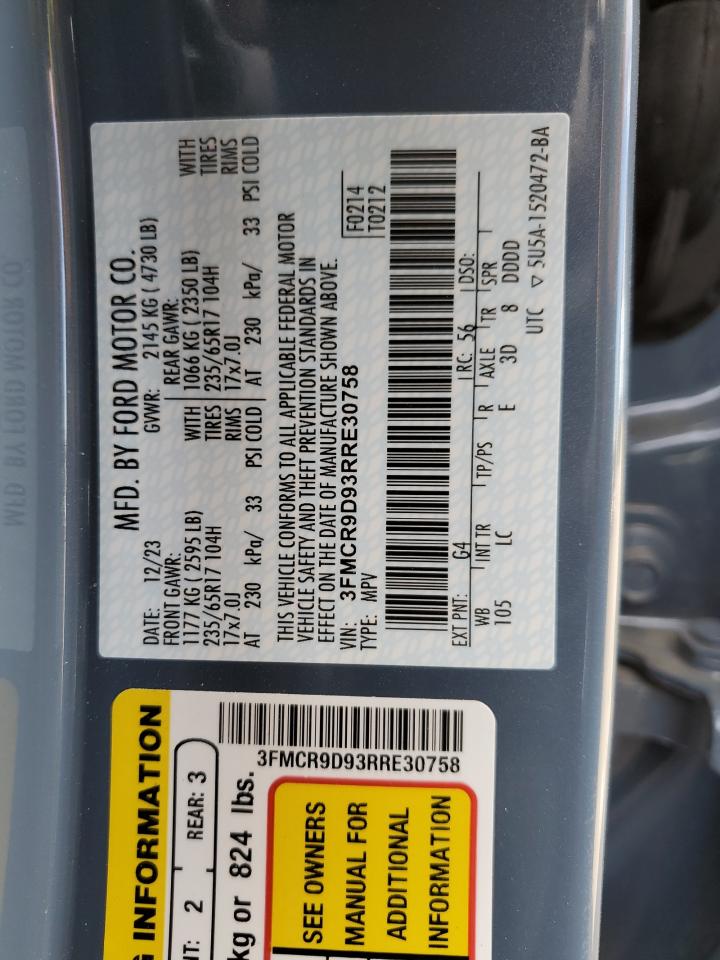 MFD. BY FORD MOTOR CO.
DATE: 12/23 GVWR: 2145 KG ( 4730 LB)
FRONT GAWR: REAR GAWR:
1177 KG ( 2595 LB) WITH 1066 KG ( 2350 LB) WITH
235/65R17 104H TIRES 235/65R17 104H TIRES
17x7.0J RIMS 17x7.0J RIMS
AT 230 kPa/ 33 PSI COLD AT 230 kPa/ 33 PSI COLD
THIS VEHICLE CONFORMS TO ALL APPLICABLE FEDERAL MOTOR
VEHICLE SAFETY AND THEFT PREVENTION STANDARDS IN
EFFECT ON THE DATE OF MANUFACTURE SHOWN ABOVE.
VIN: 3FMCR9D93RRE30758 F0214
TYPE: MPV T0212
EXT PNT: G4 RC: 56 DSO:
WB INT TR TP/PS R AXLE TR SPR
105 LC E 3D 8 DDDD
UTC ▽ 5U5A-1520472-BA
G INFORMATION
NT: 2 REAR: 3
kg or 824 lbs.
3FMCR9D93RRE30758
SEE OWNERS
MANUAL FOR
ADDITIONAL
INFORMATION